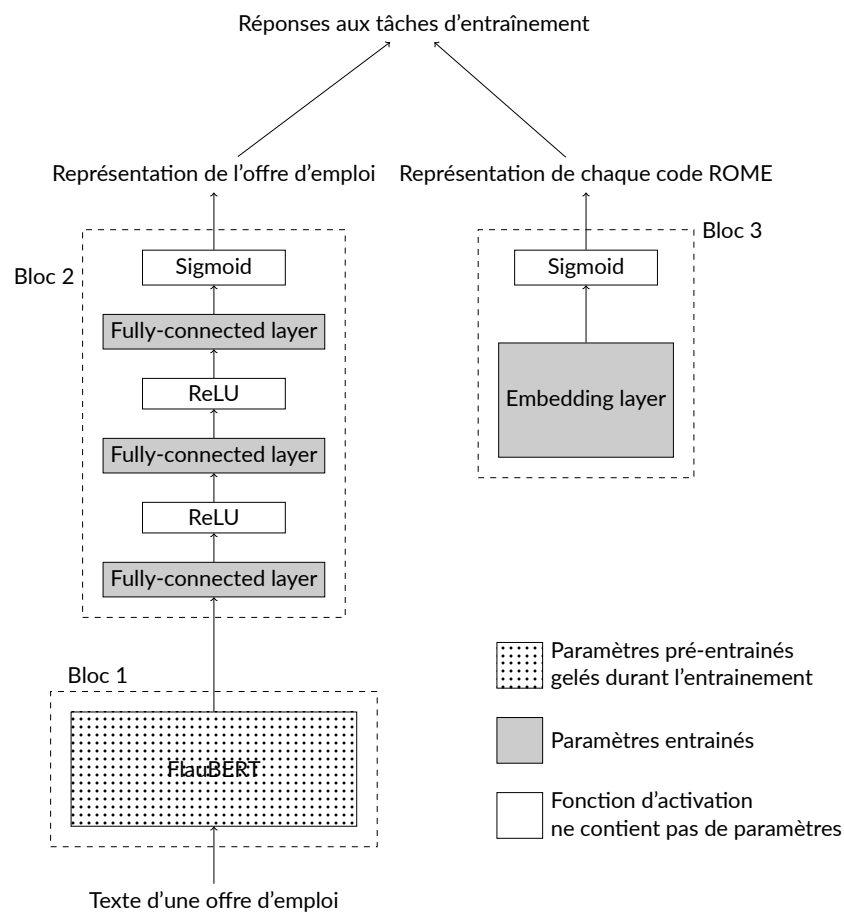 Réponses aux tâches d’entraînement
Représentation de l’offre d’emploi
Représentation de chaque code ROME
Bloc 3
Bloc 2
Sigmoid
Sigmoid
Fully-connected layer
ReLU
Embedding layer
Fully-connected layer
ReLU
Fully-connected layer
Bloc 1
FlauBERT
Texte d’une offre d’emploi
Paramètres pré-entrainés
gelés durant l’entrainement
Paramètres entrainés
Fonction d’activation
ne contient pas de paramètres